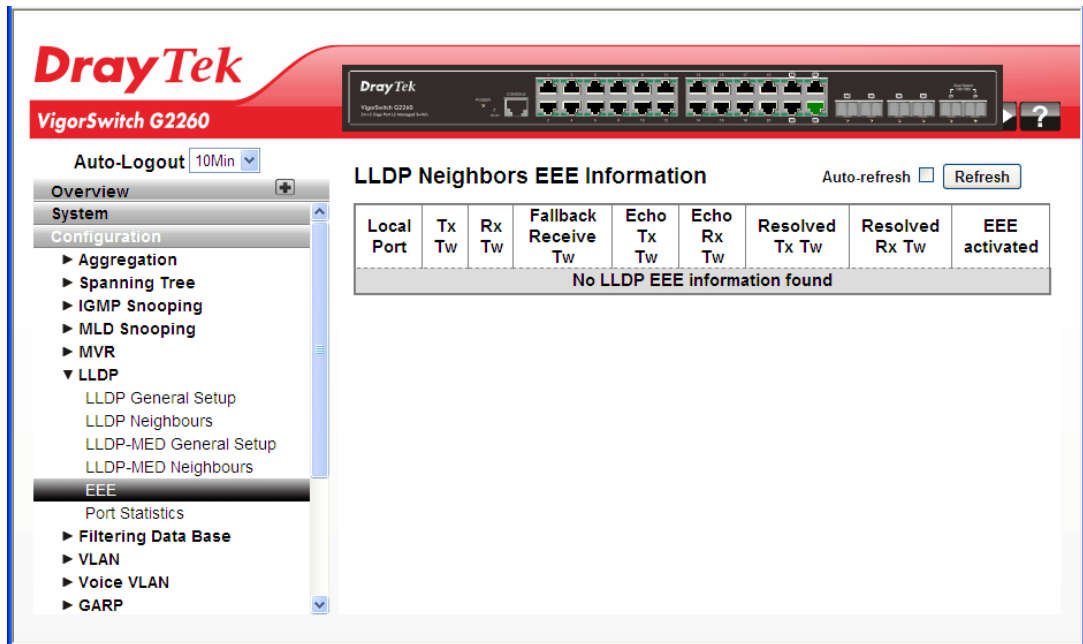 DrayTek
VigorSwitch G2260
DrayTek
VigorSwitch G2260
POWER
CONSOLE
?
Auto-Logout 10Min
Overview
System
Configuration
Aggregation
Spanning Tree
IGMP Snooping
MLD Snooping
MVR
LLDP
LLDP General Setup
LLDP Neighbours
LLDP-MED General Setup
LLDP-MED Neighbours
EEE
Port Statistics
Filtering Data Base
VLAN
Voice VLAN
GARP
LLDP Neighbors EEE Information
Auto-refresh Refresh
Local Port Tx Tw Rx Tw Fallback Receive Tw Echo Tx Tw Echo Rx Tw Resolved Tx Tw Resolved Rx Tw EEE activated
No LLDP EEE information found